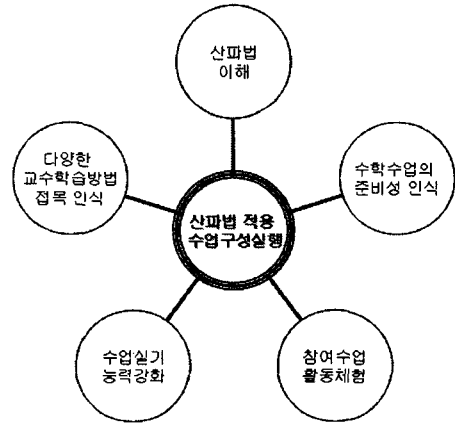 산파법
이해
다양한
교수학습방법
접목 인식
수학수업의
준비성 인식
산파법 적용
수업구성실행
수업실기
능력강화
참여수업
활동체험